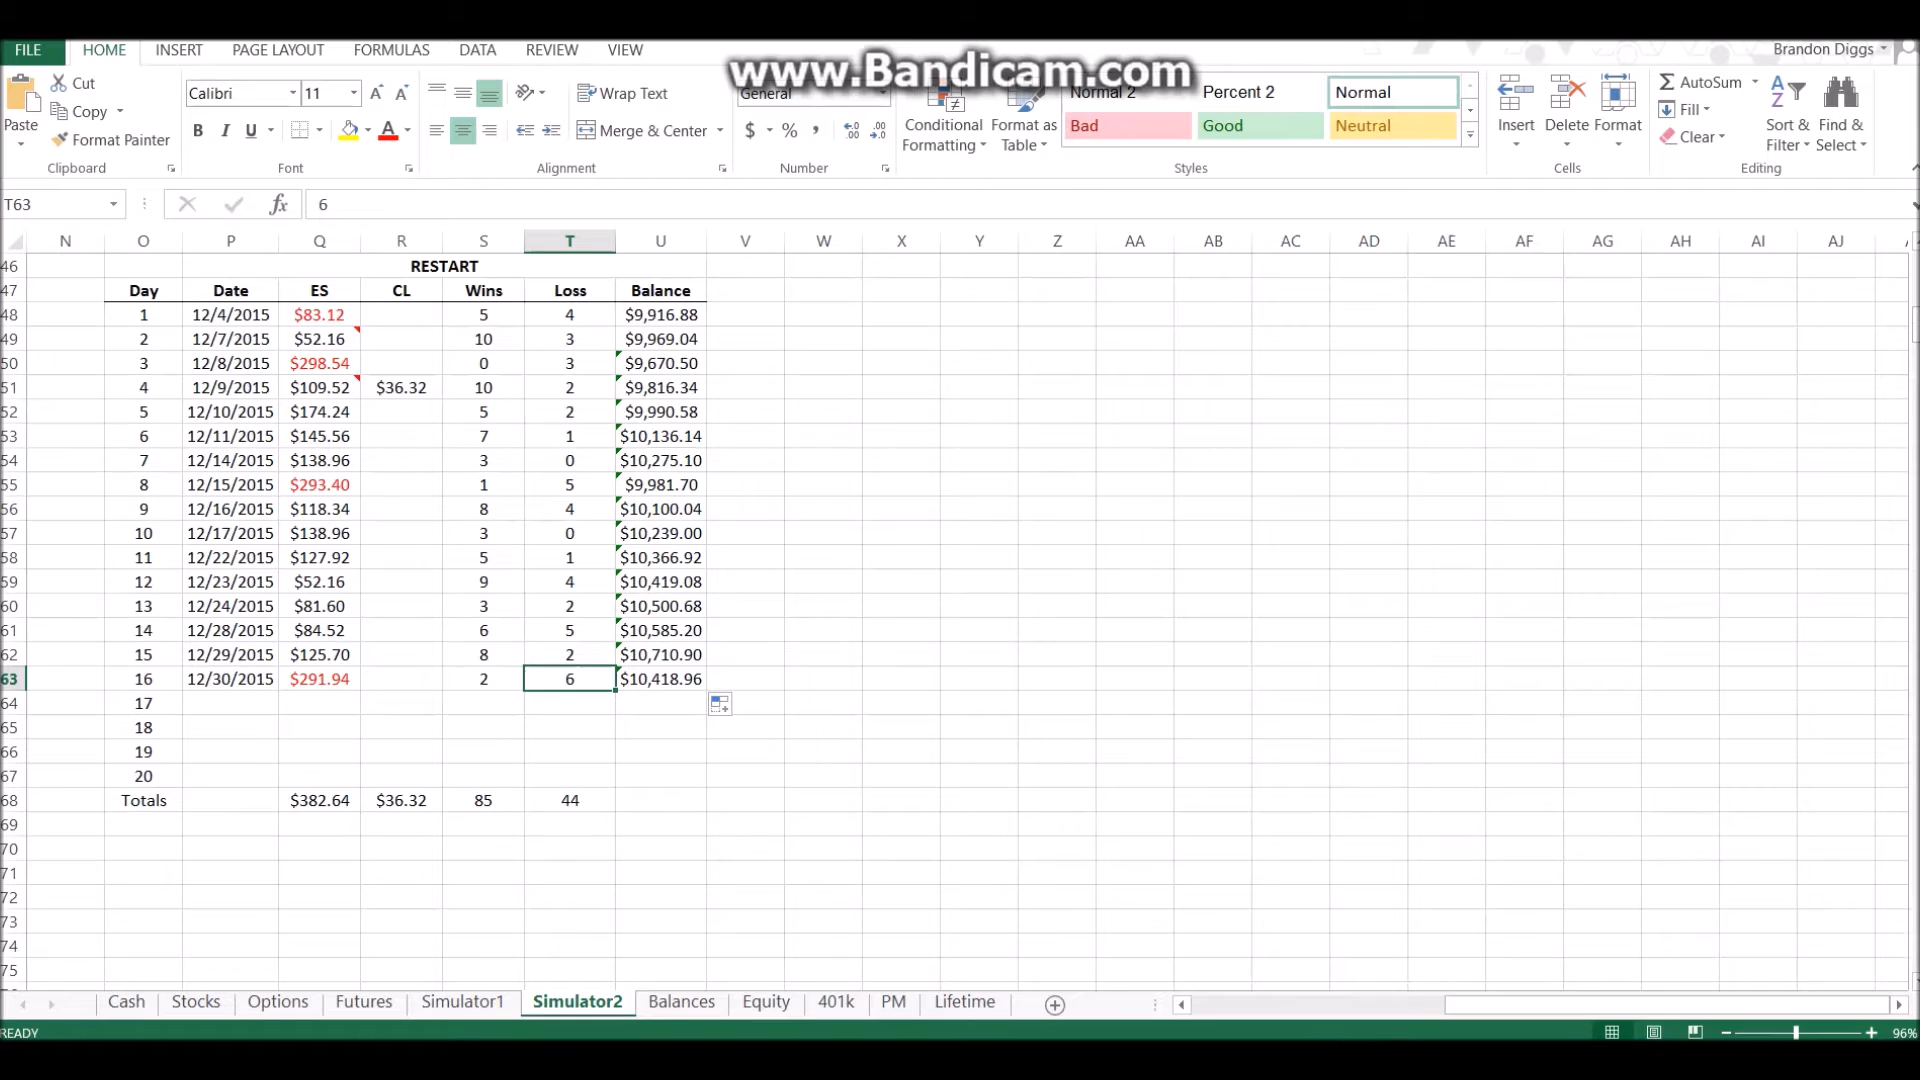 www.Bandicam.com
FILE HOME INSERT PAGE LAYOUT FORMULAS DATA REVIEW VIEW Brandon Diggs
Paste
Cut
Copy
Format Painter
Clipboard
Calibri 11
B I U
Font
Wrap Text
Merge & Center
Alignment
General
$ % ,
Number
Conditional Formatting
Format as Table
Normal 2 Percent 2 Normal
Bad Good Neutral
Styles
Insert Delete Format
Cells
AutoSum
Fill
Clear
Sort & Filter
Find & Select
Editing
T63 fx 6
N O P Q R S T U V W X Y Z AA AB AC AD AE AF AG AH AI AJ
46 RESTART
47 Day Date ES CL Wins Loss Balance
48 1 12/4/2015 $83.12 5 4 $9,916.88
49 2 12/7/2015 $52.16 10 3 $9,969.04
50 3 12/8/2015 $298.54 0 3 $9,670.50
51 4 12/9/2015 $109.52 $36.32 10 2 $9,816.34
52 5 12/10/2015 $174.24 5 2 $9,990.58
53 6 12/11/2015 $145.56 7 1 $10,136.14
54 7 12/14/2015 $138.96 3 0 $10,275.10
55 8 12/15/2015 $293.40 1 5 $9,981.70
56 9 12/16/2015 $118.34 8 4 $10,100.04
57 10 12/17/2015 $138.96 3 0 $10,239.00
58 11 12/22/2015 $127.92 5 1 $10,366.92
59 12 12/23/2015 $52.16 9 4 $10,419.08
60 13 12/24/2015 $81.60 3 2 $10,500.68
61 14 12/28/2015 $84.52 6 5 $10,585.20
62 15 12/29/2015 $125.70 8 2 $10,710.90
63 16 12/30/2015 $291.94 2 6 $10,418.96
64 17
65 18
66 19
67 20
68 Totals $382.64 $36.32 85 44
69
70
71
72
73
74
75
Cash Stocks Options Futures Simulator1 Simulator2 Balances Equity 401k PM Lifetime
READY 96%